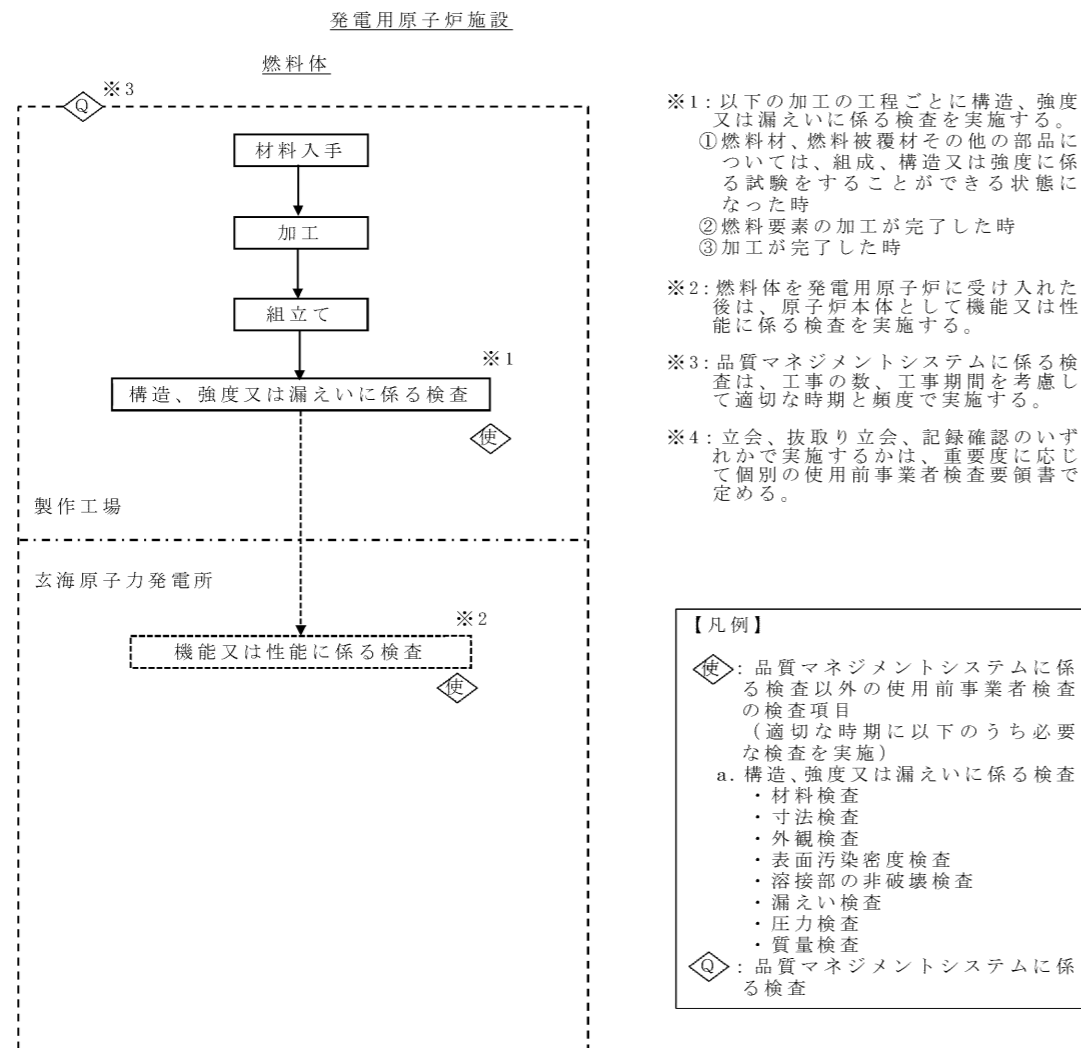 発電用原子炉施設
燃料体
Q
※3
材料入手
加工
組立て
※1
構造、強度又は漏えいに係る検査
使
製作工場
玄海原子力発電所
※2
機能又は性能に係る検査
使
※1:以下の加工の工程ごとに構造、強度
又は漏えいに係る検査を実施する。
①燃料材、燃料被覆材その他の部品に
ついては、組成、構造又は強度に係
る試験をすることができる状態に
なった時
②燃料要素の加工が完了した時
③加工が完了した時
※2:燃料体を発電用原子炉に受け入れた
後は、原子炉本体として機能又は性
能に係る検査を実施する。
※3:品質マネジメントシステムに係る検
査は、工事の数、工事期間を考慮し
て適切な時期と頻度で実施する。
※4:立会、抜取り立会、記録確認のいず
れかで実施するかは、重要度に応じ
て個別の使用前事業者検査要領書で
定める。
【凡例】
使:品質マネジメントシステムに係
る検査以外の使用前事業者検査
の検査項目
(適切な時期に以下のうち必要
な検査を実施)
a.構造、強度又は漏えいに係る検査
・材料検査
・寸法検査
・外観検査
・表面汚染密度検査
・溶接部の非破壊検査
・漏えい検査
・圧力検査
・質量検査
Q:品質マネジメントシステムに係
る検査